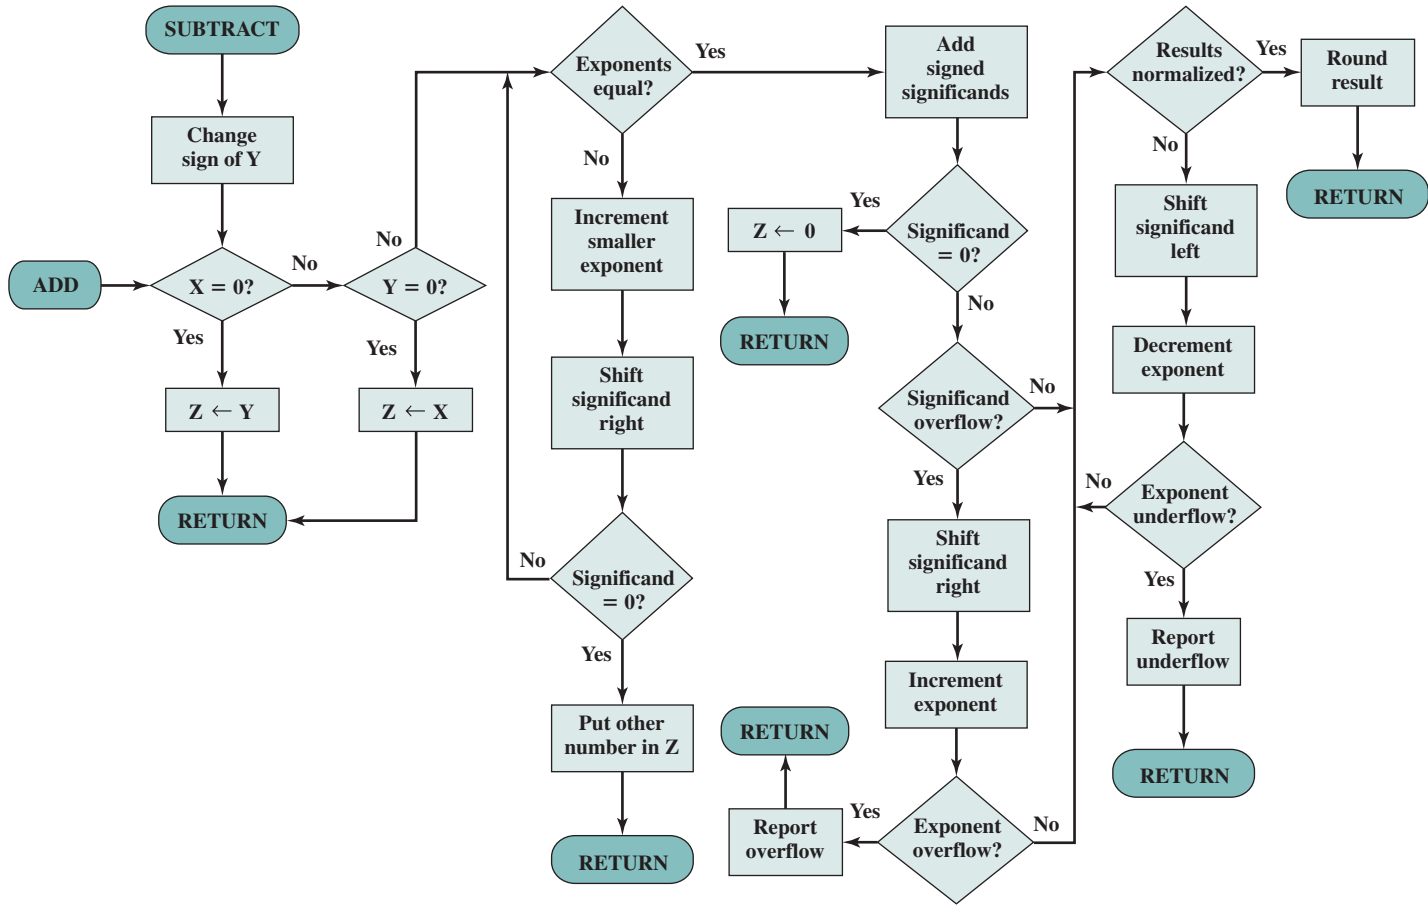 SUBTRACT
Change
sign of Y
ADD
X = 0?
No
Y = 0?
No
Yes
Yes
Z ← Y
Z ← X
RETURN
Exponents
equal?
Yes
No
Increment
smaller
exponent
Shift
significand
right
No
Significand
= 0?
Yes
Put other
number in Z
RETURN
Add
signed
significands
Yes
Z ← 0
Significand
= 0?
RETURN
No
Significand
overflow?
No
Yes
Shift
significand
right
Increment
exponent
RETURN
Report
overflow
Yes
Exponent
overflow?
No
Results
normalized?
Yes
Round
result
RETURN
No
Shift
significand
left
Decrement
exponent
No
Exponent
underflow?
Yes
Report
underflow
RETURN